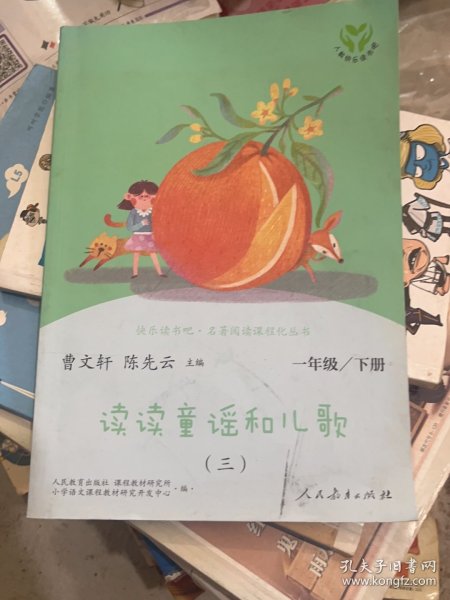 人教快乐读书吧
快乐读书吧·名著阅读课程化丛书
曹文轩 陈先云 主编
一年级/下册
读读童谣和儿歌
（三）
人民教育出版社 课程教材研究所
小学语文课程教材研究开发中心 ·编·
人民教育出版社
L5
孔夫子旧书网
www.kongfz.com